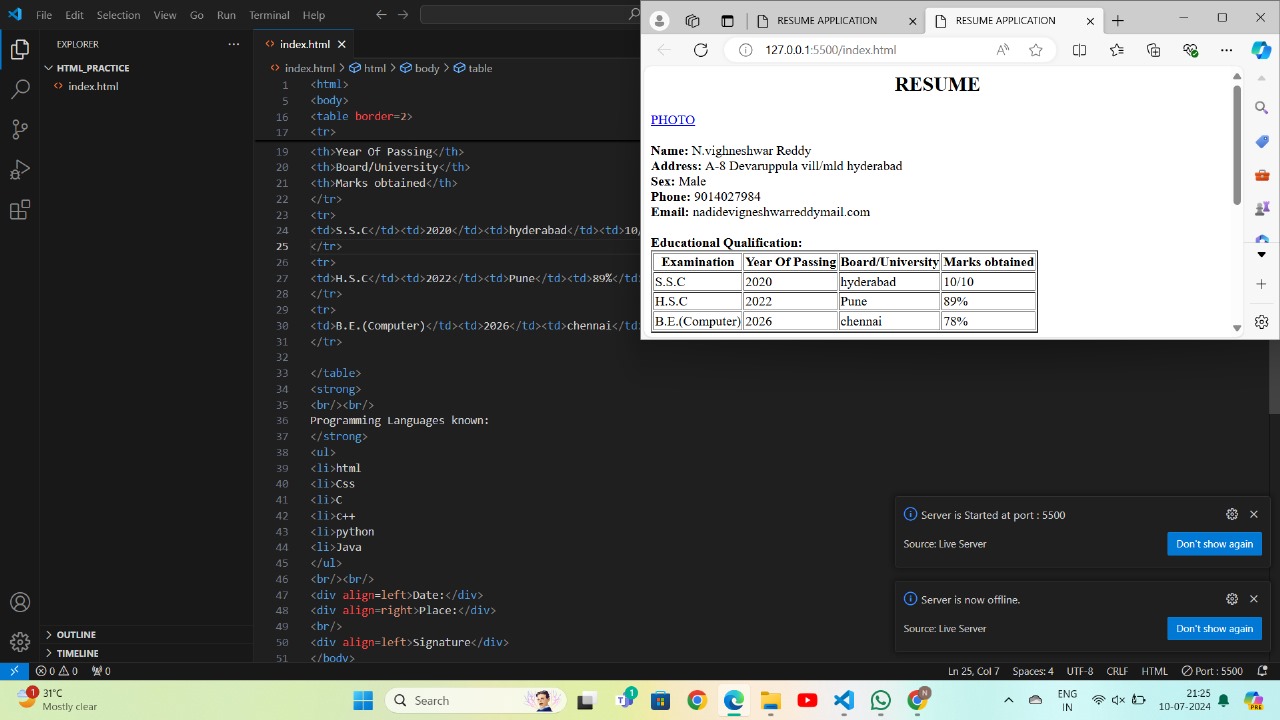 File Edit Selection View Go Run Terminal Help
EXPLORER
HTML_PRACTICE
index.html
OUTLINE
TIMELINE
index.html
index.html > html > body > table
1 <html>
5 <body>
16 <table border=2>
17 <tr>
19 <th>Year Of Passing</th>
20 <th>Board/University</th>
21 <th>Marks obtained</th>
22 </tr>
23 <tr>
24 <td>S.S.C</td><td>2020</td><td>hyderabad</td><td>10/
25 </tr>
26 <tr>
27 <td>H.S.C</td><td>2022</td><td>Pune</td><td>89%
28 </tr>
29 <tr>
30 <td>B.E.(Computer)</td><td>2026</td><td>chennai</td>
31 </tr>
32
33 </table>
34 <strong>
35 <br/><br/>
36 Programming Languages known:
37 </strong>
38 <ul>
39 <li>html
40 <li>Css
41 <li>C
42 <li>c++
43 <li>python
44 <li>Java
45 </ul>
46 <br/><br/>
47 <div align=left>Date:</div>
48 <div align=right>Place:</div>
49 <br/>
50 <div align=left>Signature</div>
51 </body>
RESUME APPLICATION
RESUME APPLICATION
127.0.0.1:5500/index.html
RESUME
PHOTO
Name: N.vighneshwar Reddy
Address: A-8 Devaruppula vill/mld hyderabad
Sex: Male
Phone: 9014027984
Email: nadidevigneshwarreddymail.com
Educational Qualification:
Examination Year Of Passing Board/University Marks obtained
S.S.C 2020 hyderabad 10/10
H.S.C 2022 Pune 89%
B.E.(Computer) 2026 chennai 78%
Server is Started at port : 5500
Source: Live Server
Don't show again
Server is now offline.
Source: Live Server
Don't show again
0 0 0 Ln 25, Col 7 Spaces: 4 UTF-8 CRLF HTML Port : 5500
1 31°C
Mostly clear
Search
1
N
ENG
IN
21:25
10-07-2024
PRE